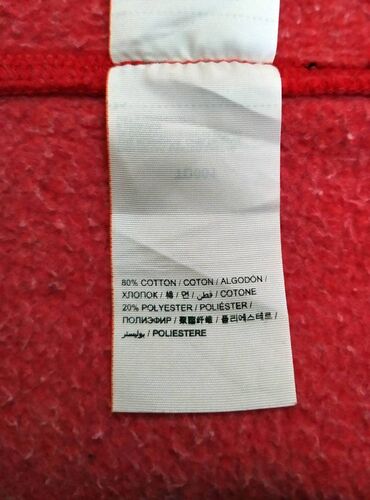 80% COTTON / COTON / ALGODÓN /
ХЛОПОК / 棉 / 면 / قطن / COTONE
20% POLYESTER / POLIÉSTER /
ПОЛИЭФИР / 聚酯纤维 / 폴리에스테르 /
بوليستر / POLIESTERE